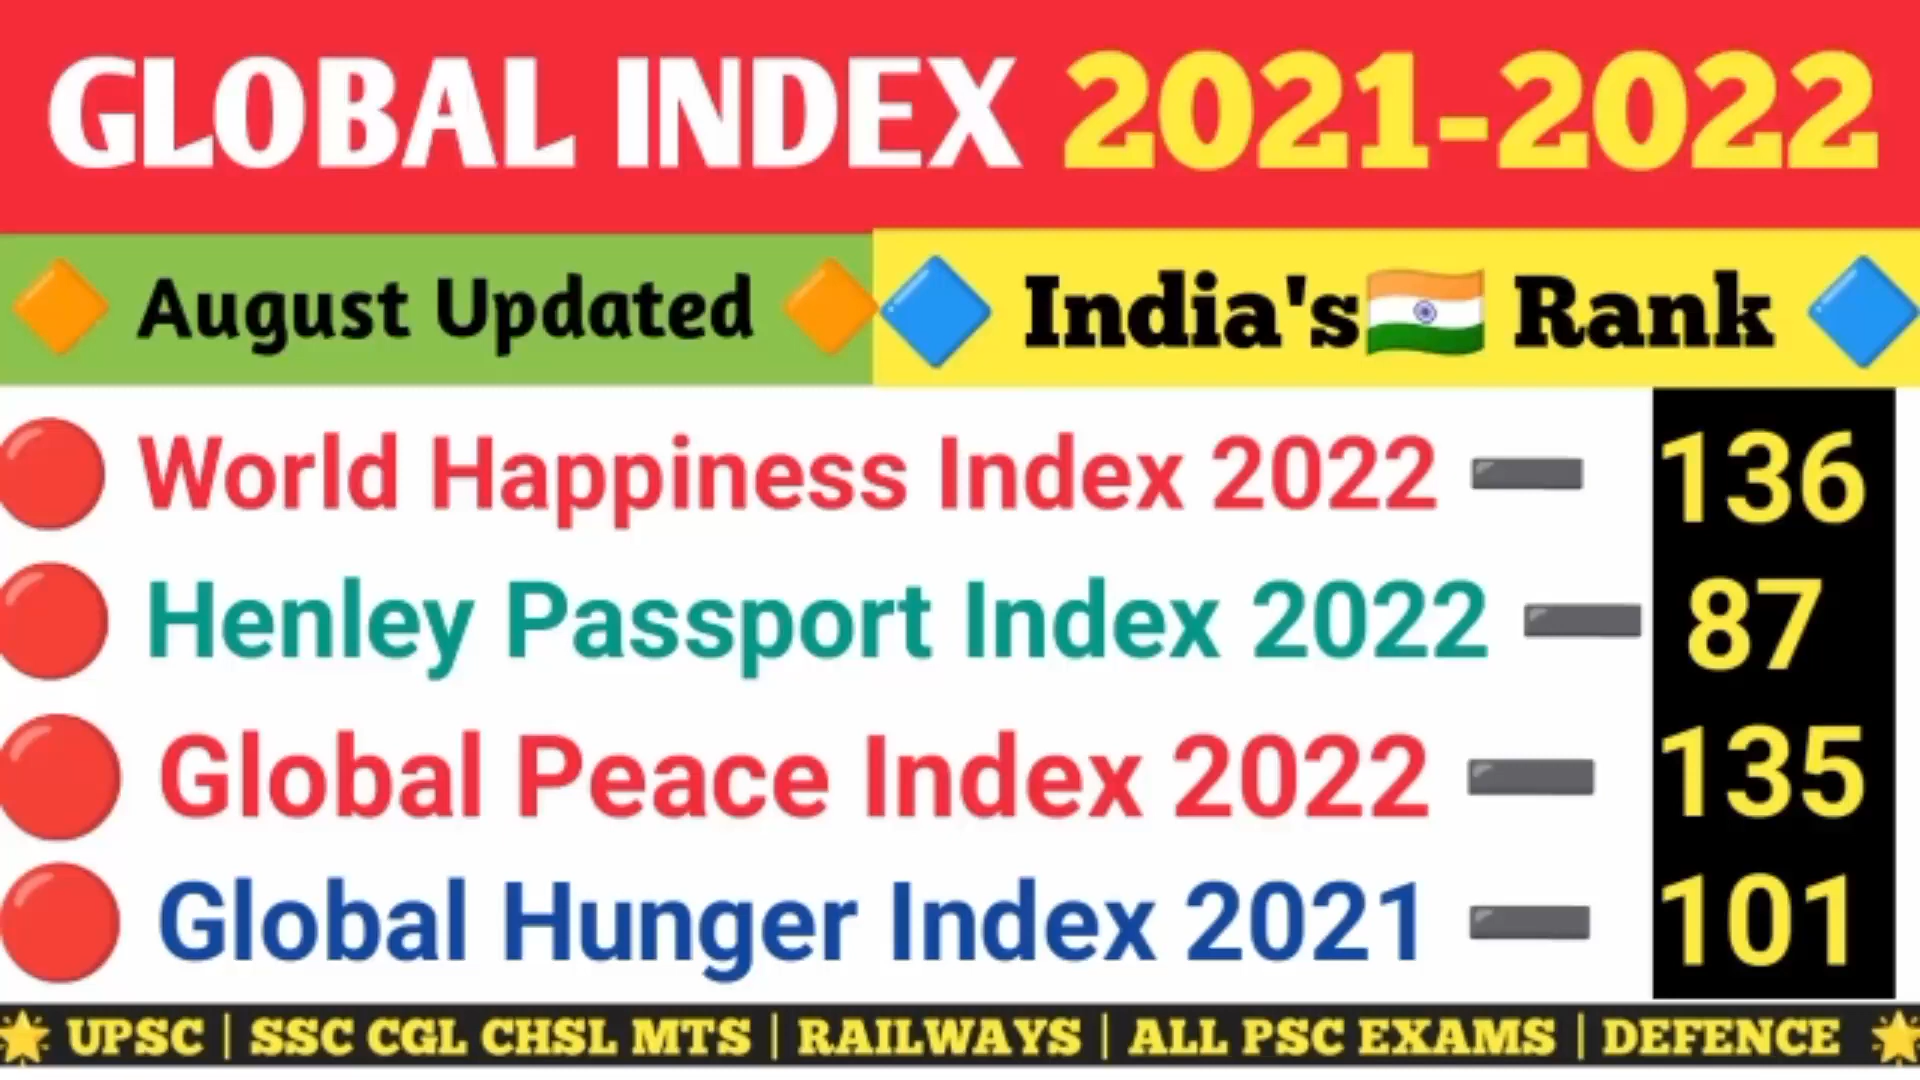 GLOBAL INDEX 2021-2022
August Updated
India's Rank
World Happiness Index 2022 136
Henley Passport Index 2022 87
Global Peace Index 2022 135
Global Hunger Index 2021 101
UPSC | SSC CGL CHSL MTS | RAILWAYS | ALL PSC EXAMS | DEFENCE